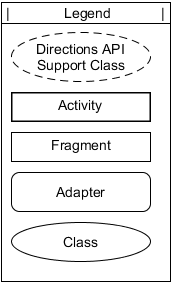 Legend
Directions API
Support Class
Activity
Fragment
Adapter
Class